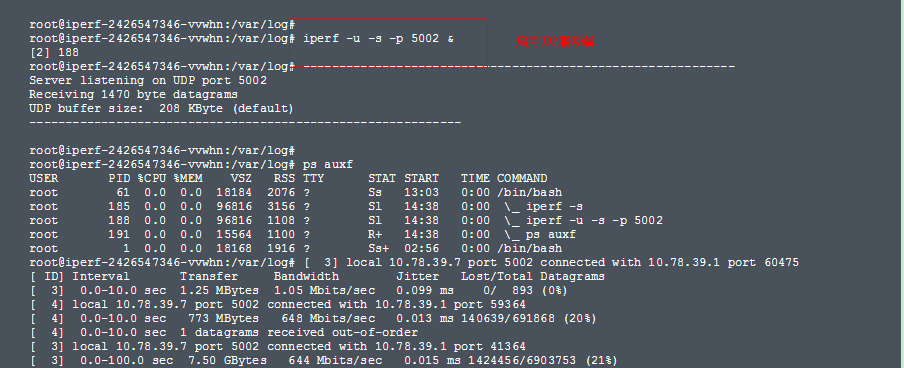 root@iperf-2426547346-vvwhn:/var/log#
root@iperf-2426547346-vvwhn:/var/log# iperf -u -s -p 5002 &
[2] 188
root@iperf-2426547346-vvwhn:/var/log# ------------------------------------------------------------
Server listening on UDP port 5002
Receiving 1470 byte datagrams
UDP buffer size:  208 KByte (default)
------------------------------------------------------------
root@iperf-2426547346-vvwhn:/var/log#
root@iperf-2426547346-vvwhn:/var/log# ps auxf
USER       PID %CPU %MEM    VSZ   RSS TTY      STAT START   TIME COMMAND
root        61  0.0  0.0  18184  2076 ?        Ss   13:03   0:00 /bin/bash
root       185  0.0  0.0  96816  3156 ?        Sl   14:38   0:00  \_ iperf -s
root       188  0.0  0.0  96816  1108 ?        Sl   14:38   0:00  \_ iperf -u -s -p 5002
root       191  0.0  0.0  15564  1100 ?        R+   14:38   0:00  \_ ps auxf
root         1  0.0  0.0  18168  1916 ?        Ss+  02:56   0:00 /bin/bash
root@iperf-2426547346-vvwhn:/var/log# [  3] local 10.78.39.7 port 5002 connected with 10.78.39.1 port 60475
[ ID] Interval       Transfer     Bandwidth        Jitter   Lost/Total Datagrams
[  3]  0.0-10.0 sec  1.25 MBytes  1.05 Mbits/sec   0.099 ms    0/  893 (0%)
[  4] local 10.78.39.7 port 5002 connected with 10.78.39.1 port 59364
[  4]  0.0-10.0 sec   773 MBytes   648 Mbits/sec   0.013 ms 140639/691868 (20%)
[  4]  0.0-10.0 sec  1 datagrams received out-of-order
[  3] local 10.78.39.7 port 5002 connected with 10.78.39.1 port 41364
[  3]  0.0-100.0 sec  7.50 GBytes   644 Mbits/sec   0.015 ms 1424456/6903753 (21%)